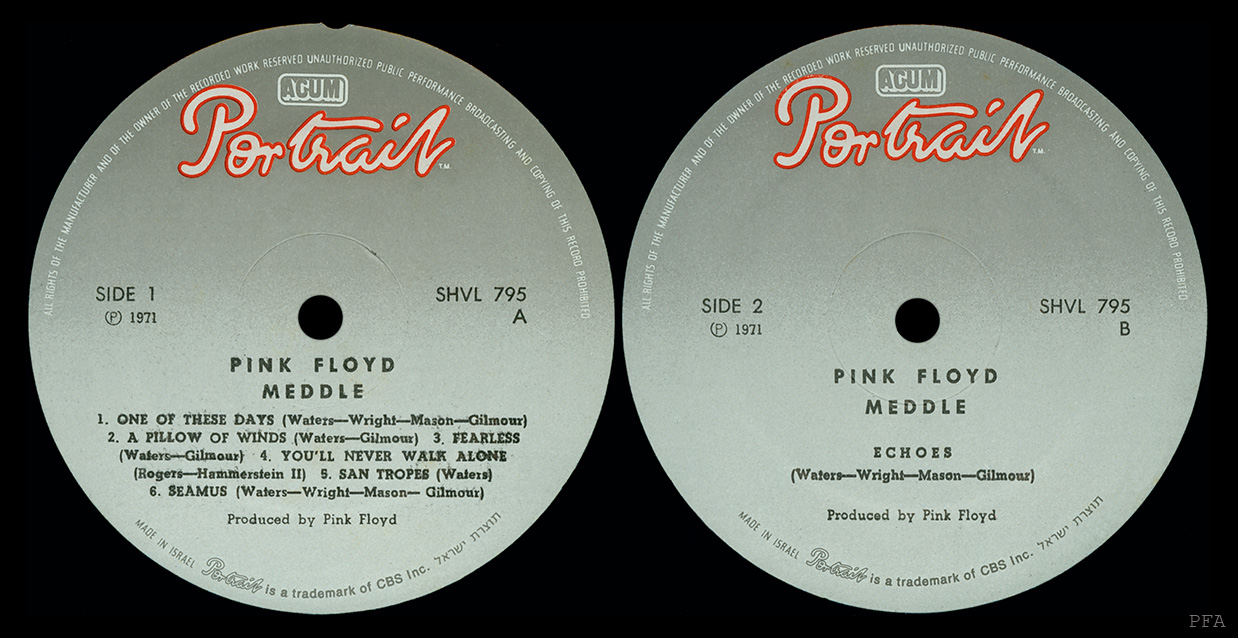 ALL RIGHTS OF THE MANUFACTURER AND OF THE OWNER OF THE RECORDED WORK RESERVED UNAUTHORIZED PUBLIC PERFORMANCE BROADCASTING AND COPYING OF THIS RECORD PROHIBITED
ACUM
Portrait T.M.
SIDE 1
SHVL 795
Ⓟ 1971
A
PINK FLOYD
MEDDLE
1. ONE OF THESE DAYS (Waters—Wright—Mason—Gilmour)
2. A PILLOW OF WINDS (Waters—Gilmour) 3. FEARLESS
(Waters—Gilmour) 4. YOU'LL NEVER WALK ALONE
(Rogers—Hammerstein II) 5. SAN TROPES (Waters)
6. SEAMUS (Waters—Wright—Mason— Gilmour)
Produced by Pink Floyd
MADE IN ISRAEL Portrait is a trademark of CBS Inc. תוצרת ישראל
ALL RIGHTS OF THE MANUFACTURER AND OF THE OWNER OF THE RECORDED WORK RESERVED UNAUTHORIZED PUBLIC PERFORMANCE BROADCASTING AND COPYING OF THIS RECORD PROHIBITED
ACUM
Portrait T.M.
SIDE 2
SHVL 795
Ⓟ 1971
B
PINK FLOYD
MEDDLE
ECHOES
(Waters—Wright—Mason—Gilmour)
Produced by Pink Floyd
MADE IN ISRAEL Portrait is a trademark of CBS Inc. תוצרת ישראל
PFA